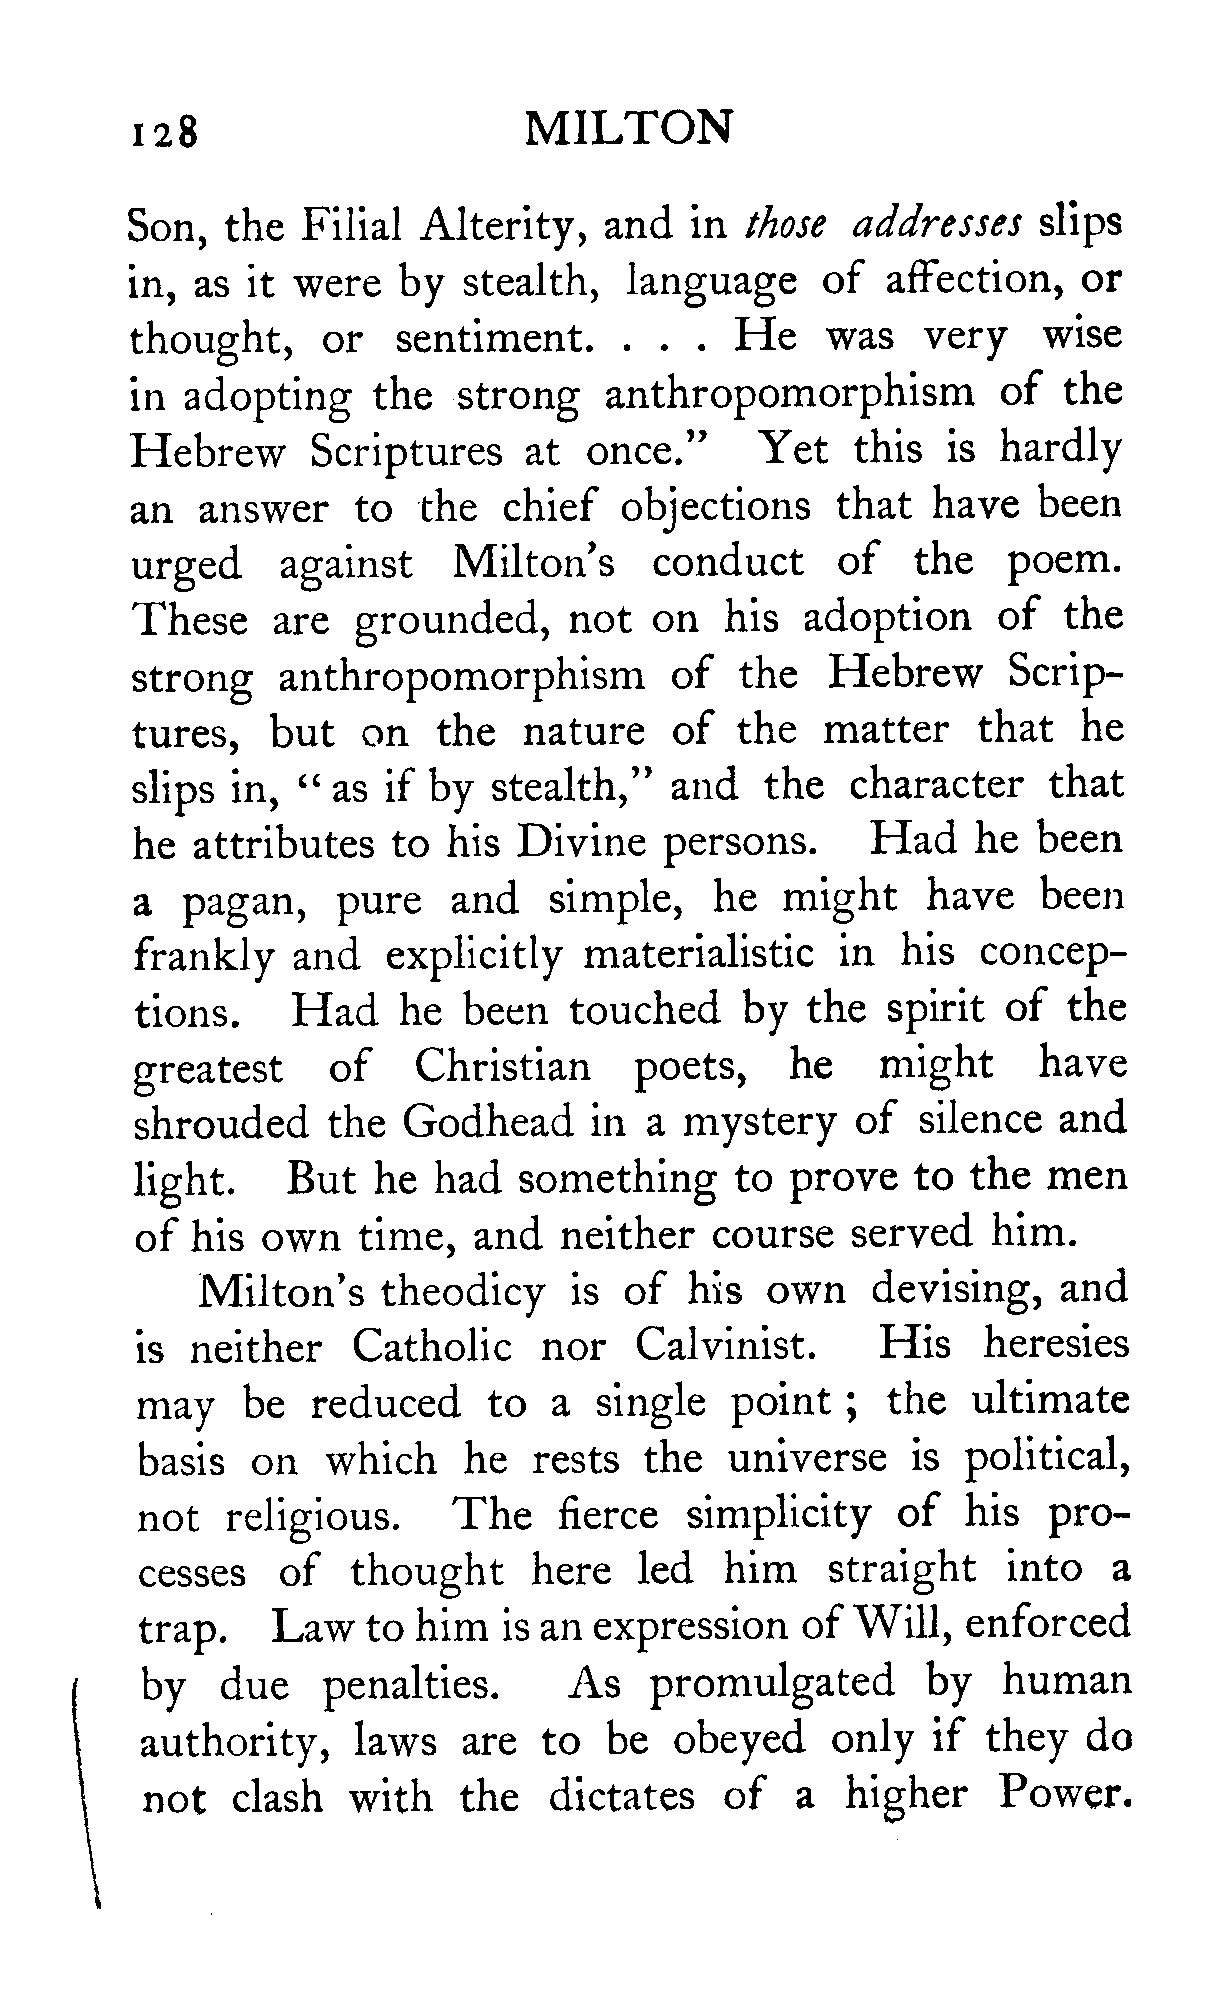 128 MILTON
Son, the Filial Alterity, and in those addresses slips
in, as it were by stealth, language of affection, or
thought, or sentiment. . . . He was very wise
in adopting the strong anthropomorphism of the
Hebrew Scriptures at once.” Yet this is hardly
an answer to the chief objections that have been
urged against Milton’s conduct of the poem.
These are grounded, not on his adoption of the
strong anthropomorphism of the Hebrew Scrip-
tures, but on the nature of the matter that he
slips in, “ as if by stealth,” and the character that
he attributes to his Divine persons. Had he been
a pagan, pure and simple, he might have been
frankly and explicitly materialistic in his concep-
tions. Had he been touched by the spirit of the
greatest of Christian poets, he might have
shrouded the Godhead in a mystery of silence and
light. But he had something to prove to the men
of his own time, and neither course served him.
Milton’s theodicy is of his own devising, and
is neither Catholic nor Calvinist. His heresies
may be reduced to a single point ; the ultimate
basis on which he rests the universe is political,
not religious. The fierce simplicity of his pro-
cesses of thought here led him straight into a
trap. Law to him is an expression of Will, enforced
by due penalties. As promulgated by human
authority, laws are to be obeyed only if they do
not clash with the dictates of a higher Power.